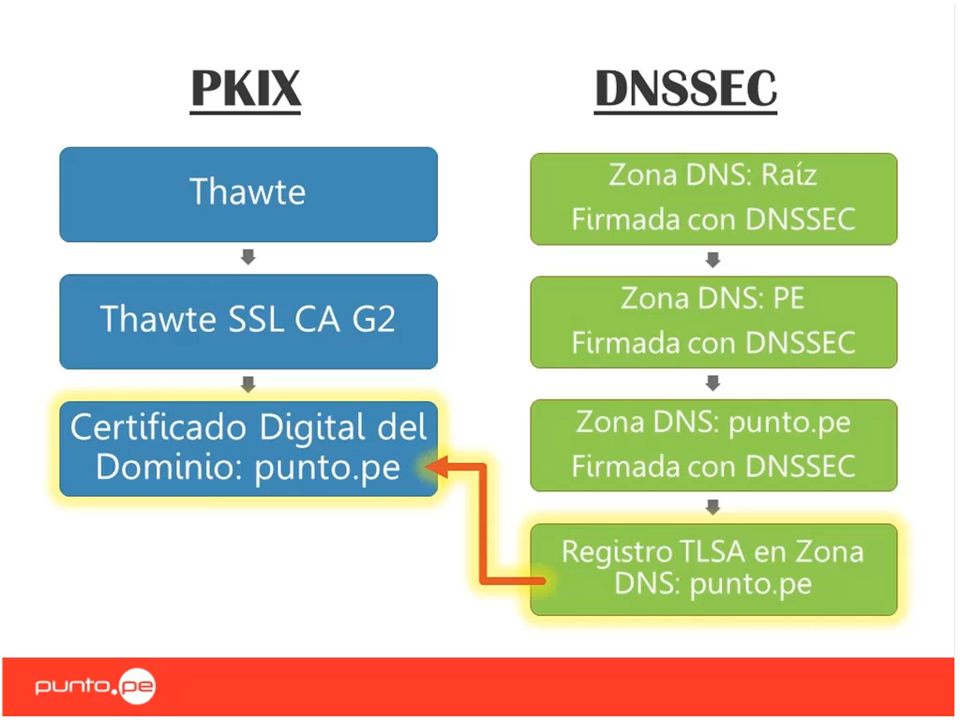 PKIX
Thawte
Thawte SSL CA G2
Certificado Digital del
Dominio: punto.pe
DNSSEC
Zona DNS: Raíz
Firmada con DNSSEC
Zona DNS: PE
Firmada con DNSSEC
Zona DNS: punto.pe
Firmada con DNSSEC
Registro TLSA en Zona
DNS: punto.pe
punto.pe